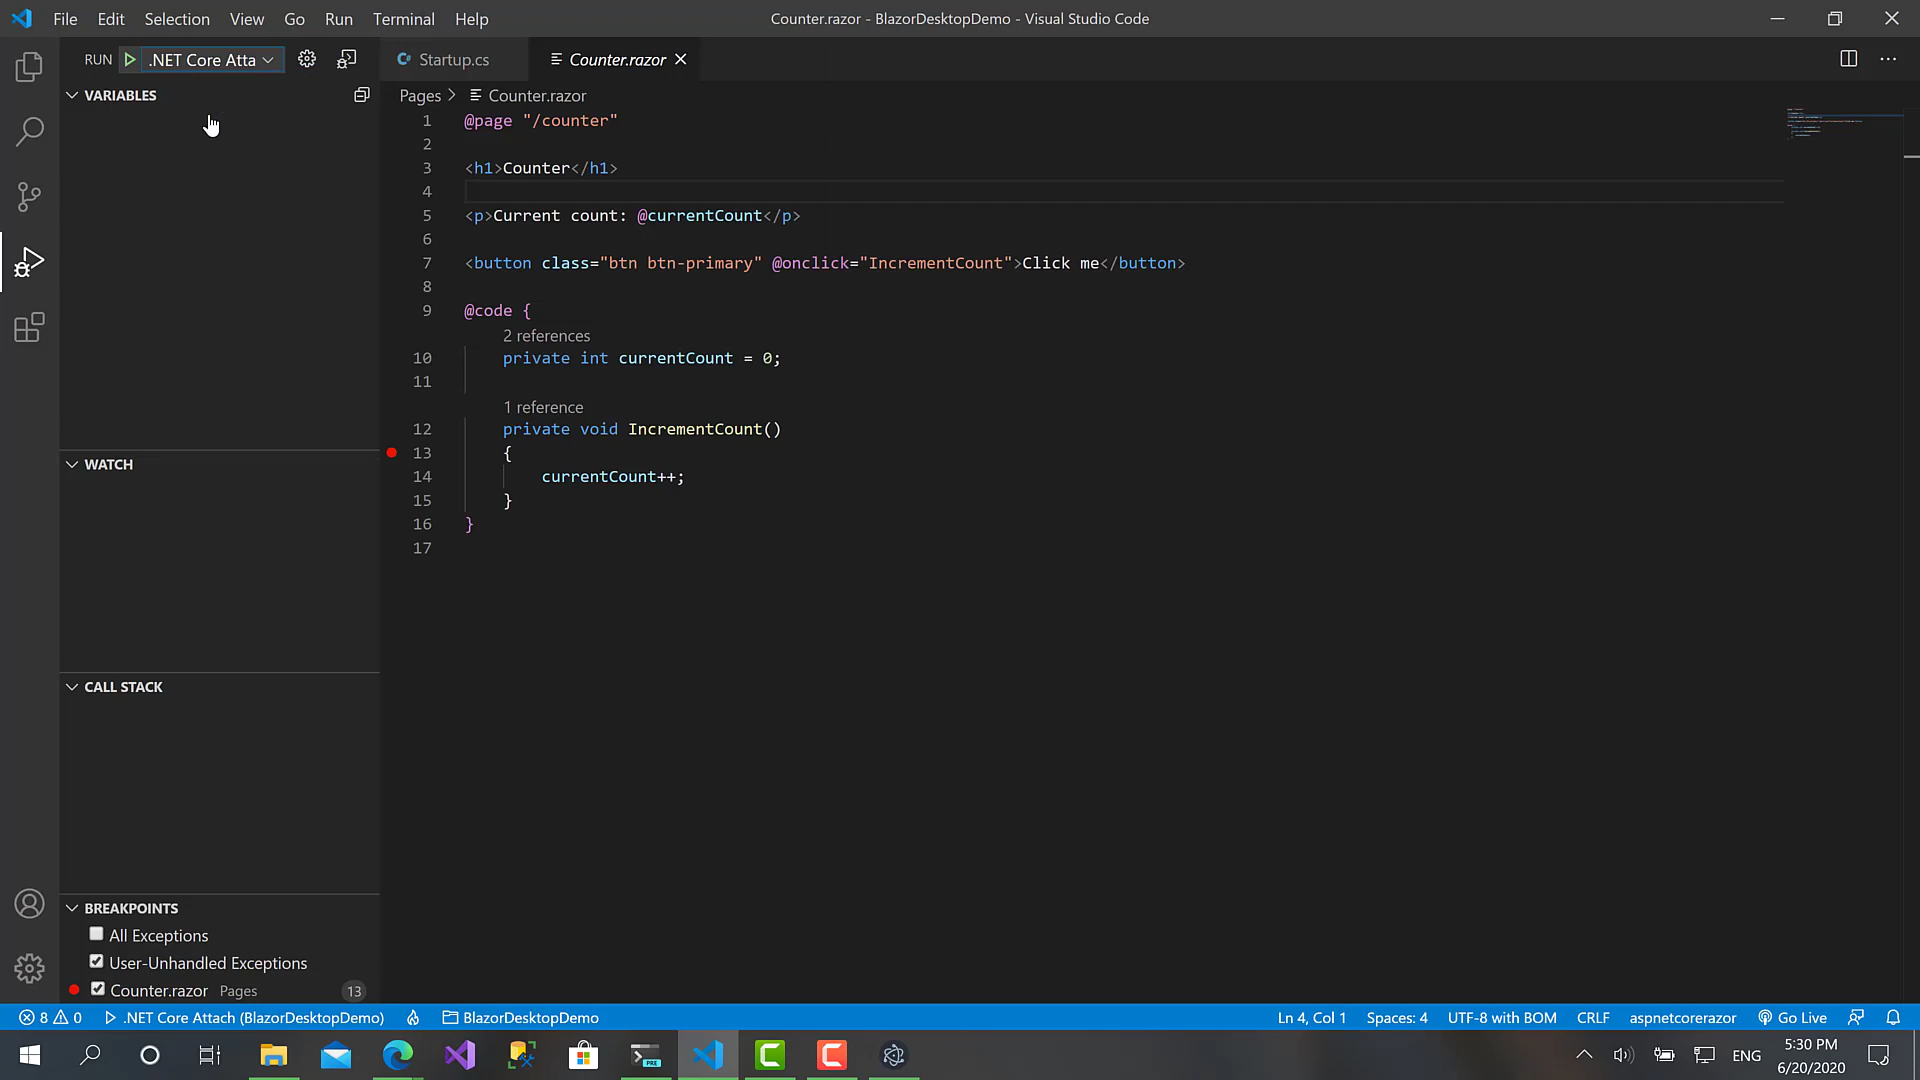 File Edit Selection View Go Run Terminal Help
Counter.razor - BlazorDesktopDemo - Visual Studio Code
RUN .NET Core Atta
Startup.cs
Counter.razor
VARIABLES
Pages > Counter.razor
1 @page "/counter"
2
3 <h1>Counter</h1>
4
5 <p>Current count: @currentCount</p>
6
7 <button class="btn btn-primary" @onclick="IncrementCount">Click me</button>
8
9 @code {
2 references
10 private int currentCount = 0;
11
1 reference
12 private void IncrementCount()
13 {
14 currentCount++;
15 }
16 }
17
WATCH
CALL STACK
BREAKPOINTS
All Exceptions
User-Unhandled Exceptions
Counter.razor Pages 13
8 0 .NET Core Attach (BlazorDesktopDemo) BlazorDesktopDemo
Ln 4, Col 1 Spaces: 4 UTF-8 with BOM CRLF aspnetcorerazor Go Live
PRE
ENG
5:30 PM
6/20/2020